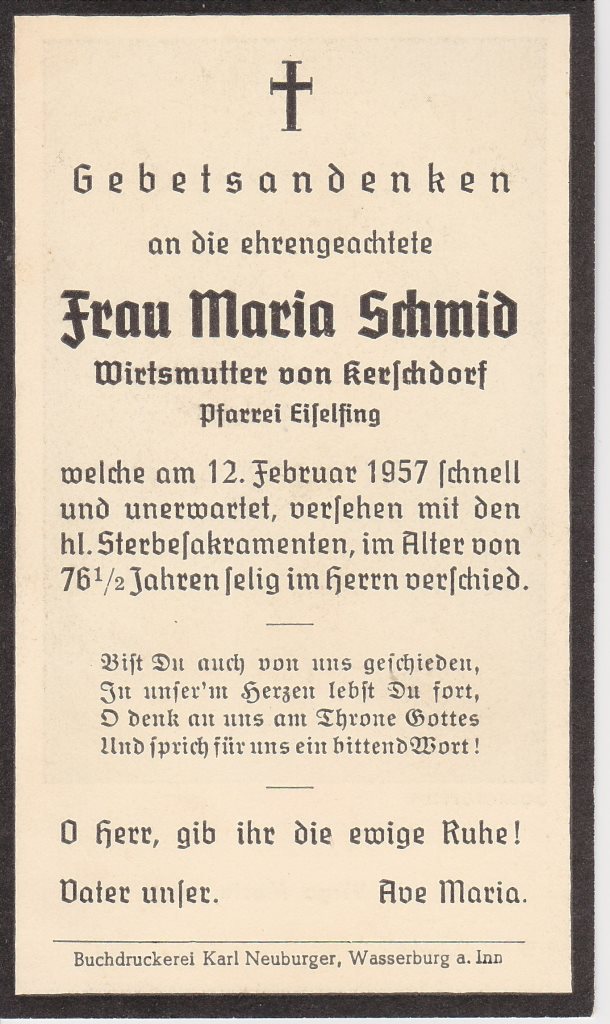 Gebetsandenken
an die ehrengeachtete
Frau Maria Schmid
Wirtsmutter von Kerschdorf
Pfarrei Eiselfing
welche am 12. Februar 1957 schnell
und unerwartet, versehen mit den
hl. Sterbesakramenten, im Alter von
76 1/2 Jahren selig im Herrn verschied.
Bist Du auch von uns geschieden,
In unser'm Herzen lebst Du fort,
O denk an uns am Throne Gottes
Und sprich für uns ein bittend Wort!
O Herr, gib ihr die ewige Ruhe!
Vater unser. Ave Maria.
Buchdruckerei Karl Neuburger, Wasserburg a. Inn